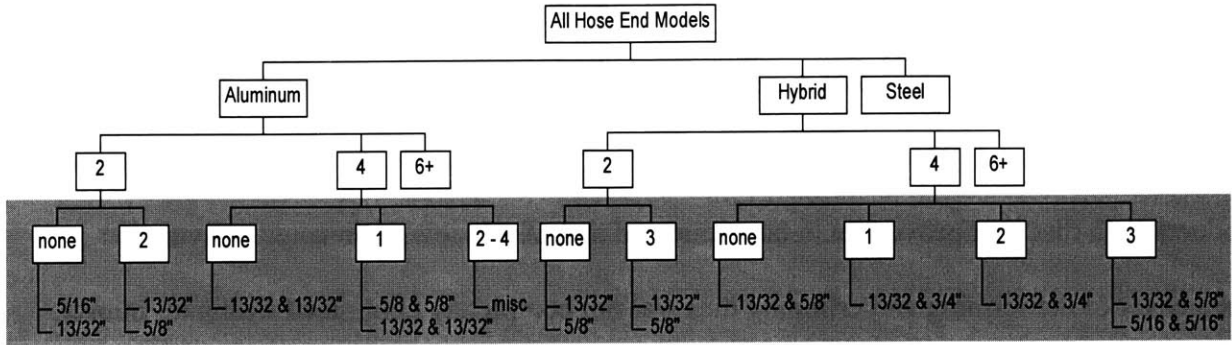 All Hose End Models
Aluminum Hybrid Steel
2 4 6+ 2 4 6+
none 2 none 1 2 - 4 none 3 none 1 2 3
5/16" 13/32" 13/32 & 13/32" 5/8 & 5/8" misc 13/32" 13/32" 13/32 & 5/8" 13/32 & 3/4" 13/32 & 3/4" 13/32 & 5/8"
13/32" 5/8" 13/32 & 13/32" 5/8" 5/8" 5/16 & 5/16"